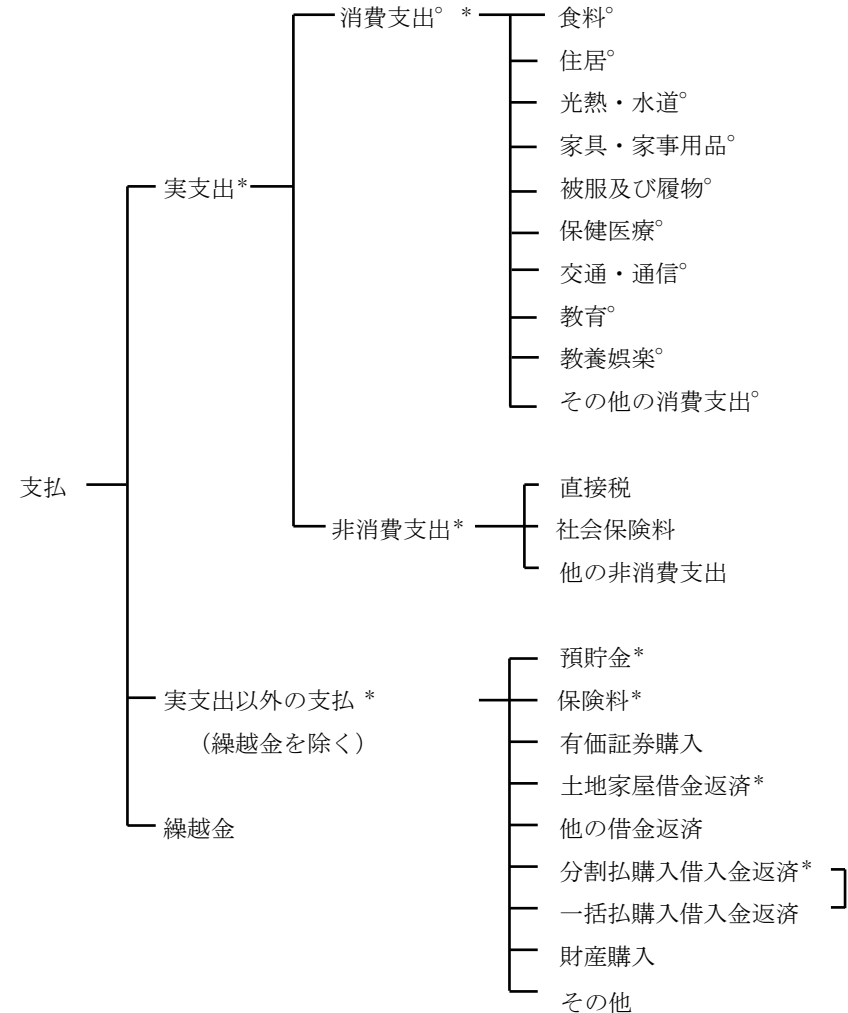 消費支出° *
食料°
住居°
光熱・水道°
家具・家事用品°
実支出*
被服及び履物°
保健医療°
交通・通信°
教育°
教養娯楽°
その他の消費支出°
支払
直接税
非消費支出*
社会保険料
他の非消費支出
預貯金*
実支出以外の支払 *
(繰越金を除く)
保険料*
有価証券購入
土地家屋借金返済*
繰越金
他の借金返済
分割払購入借入金返済*
一括払購入借入金返済
財産購入
その他